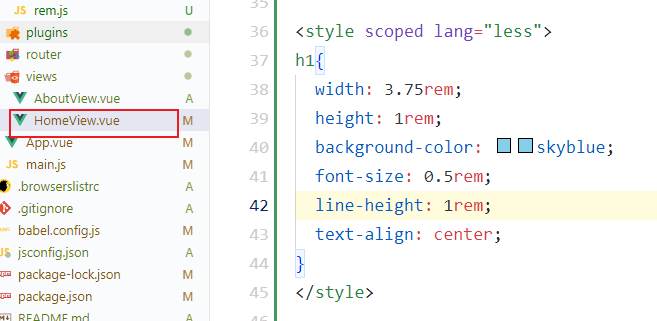 JS rem.js U
plugins
router
views
AboutView.vue A
HomeView.vue M
App.vue M
JS main.js M
.browserslistrc A
.gitignore A
babel.config.js A
jsconfig.json A
package-lock.json M
package.json M
README.md A
35
36 <style scoped lang="less">
37 h1{
38 width: 3.75rem;
39 height: 1rem;
40 background-color: skyblue;
41 font-size: 0.5rem;
42 line-height: 1rem;
43 text-align: center;
44 }
45 </style>